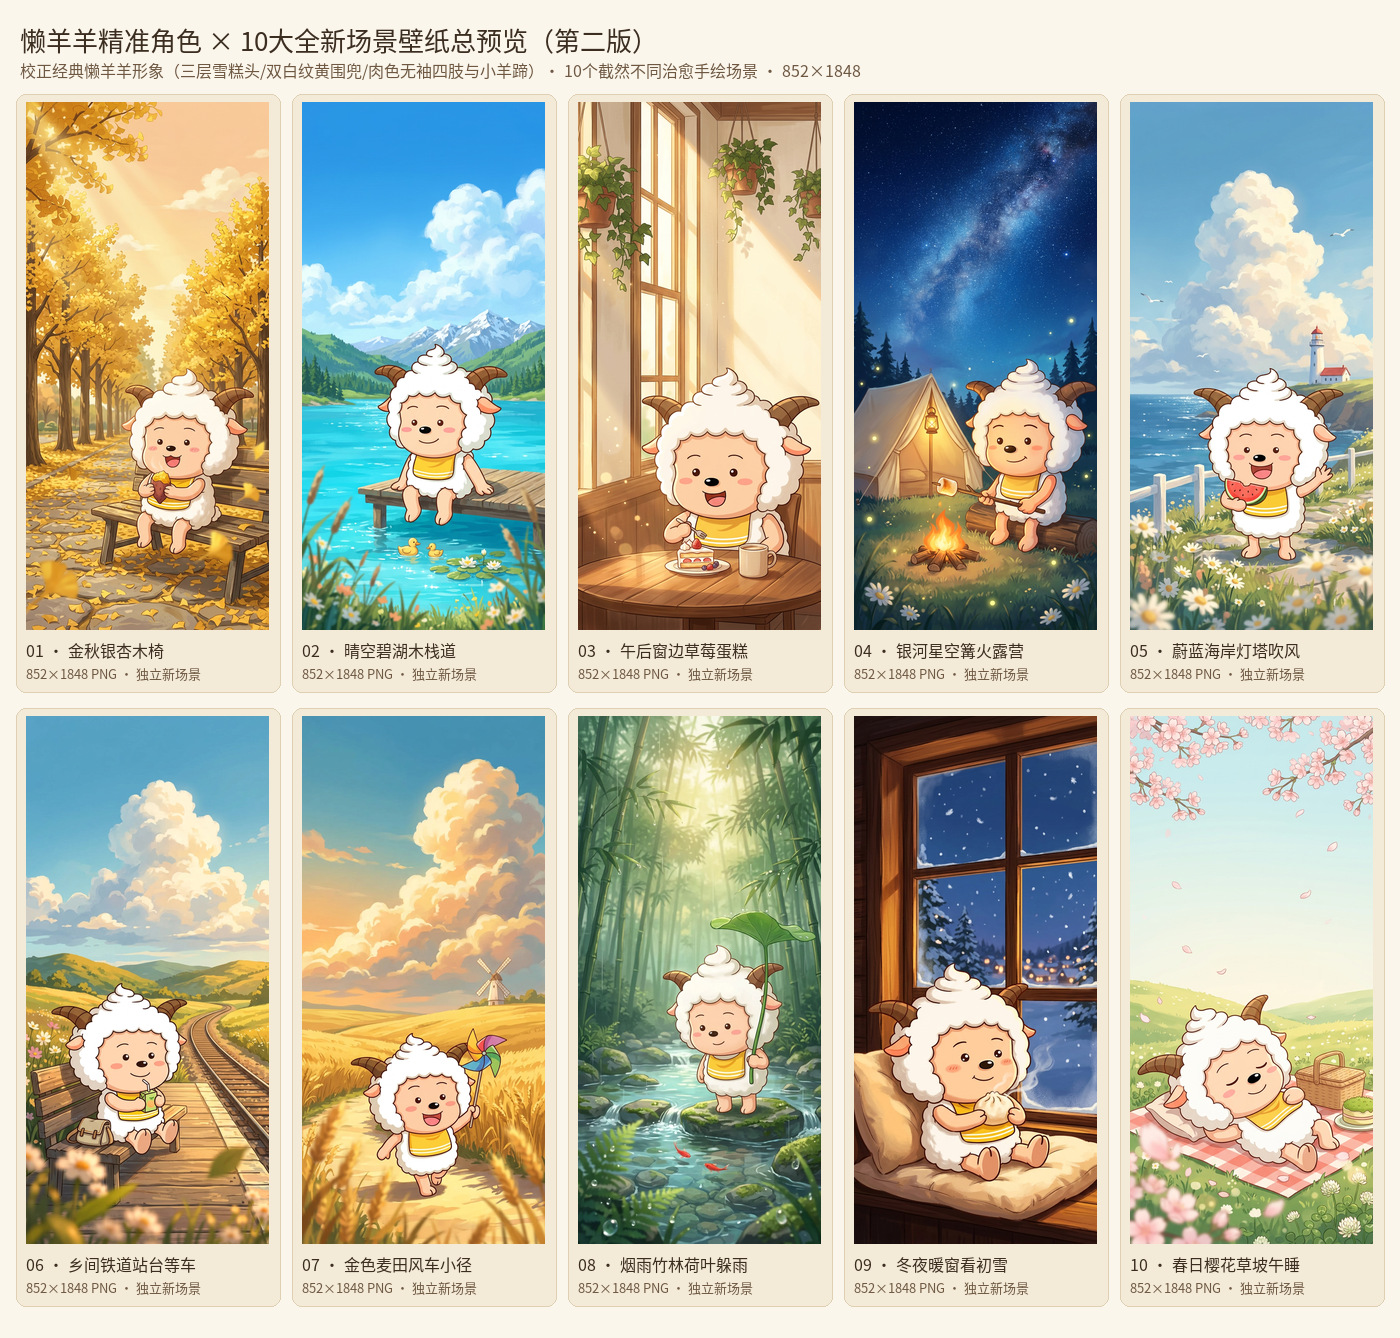 懒羊羊精准角色 × 10大全新场景壁纸总预览（第二版）
校正经典懒羊羊形象（三层雪糕头/双白纹黄围兜/肉色无袖四肢与小羊蹄） • 10个截然不同治愈手绘场景 • 852×1848
01 • 金秋银杏木椅
852×1848 PNG • 独立新场景
02 • 晴空碧湖木栈道
852×1848 PNG • 独立新场景
03 • 午后窗边草莓蛋糕
852×1848 PNG • 独立新场景
04 • 银河星空篝火露营
852×1848 PNG • 独立新场景
05 • 蔚蓝海岸灯塔吹风
852×1848 PNG • 独立新场景
06 • 乡间铁道站台等车
852×1848 PNG • 独立新场景
07 • 金色麦田风车小径
852×1848 PNG • 独立新场景
08 • 烟雨竹林荷叶躲雨
852×1848 PNG • 独立新场景
09 • 冬夜暖窗看初雪
852×1848 PNG • 独立新场景
10 • 春日樱花草坡午睡
852×1848 PNG • 独立新场景